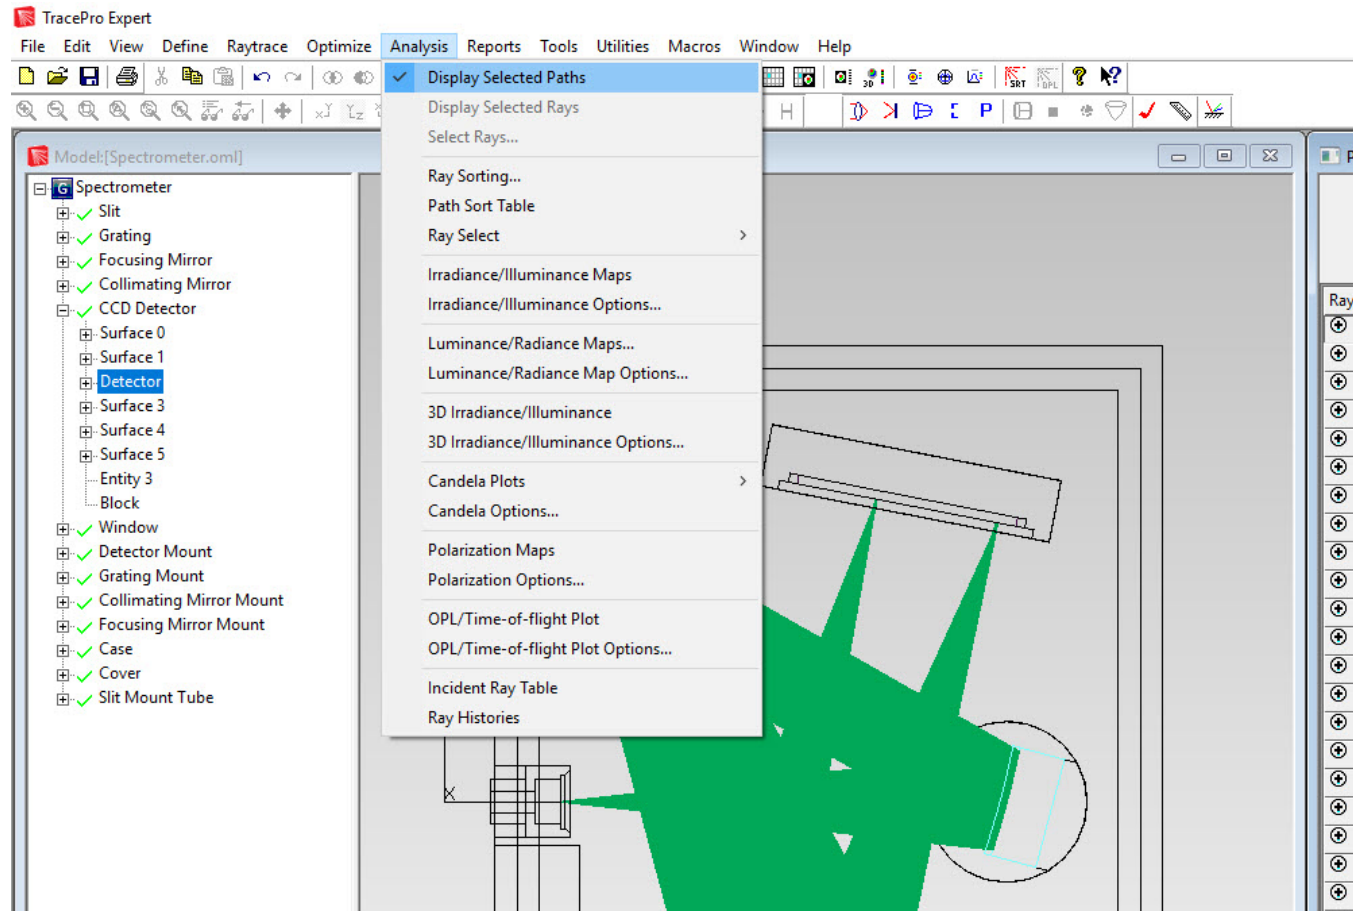 TracePro Expert
File Edit View Define Raytrace Optimize Analysis Reports Tools Utilities Macros Window Help
Model:[Spectrometer.oml]
Spectrometer
Slit
Grating
Focusing Mirror
Collimating Mirror
CCD Detector
Surface 0
Surface 1
Detector
Surface 3
Surface 4
Surface 5
Entity 3
Block
Window
Detector Mount
Grating Mount
Collimating Mirror Mount
Focusing Mirror Mount
Case
Cover
Slit Mount Tube
Display Selected Paths
Display Selected Rays
Select Rays...
Ray Sorting...
Path Sort Table
Ray Select
Irradiance/Illuminance Maps
Irradiance/Illuminance Options...
Luminance/Radiance Maps...
Luminance/Radiance Map Options...
3D Irradiance/Illuminance
3D Irradiance/Illuminance Options...
Candela Plots
Candela Options...
Polarization Maps
Polarization Options...
OPL/Time-of-flight Plot
OPL/Time-of-flight Plot Options...
Incident Ray Table
Ray Histories
X
P
Ray